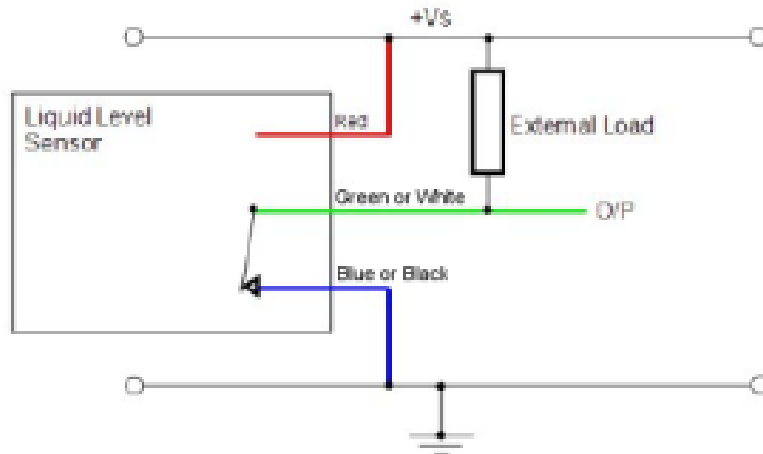 +Vs
Liquid Level
Sensor
Red
External Load
Green or White
O/P
Blue or Black